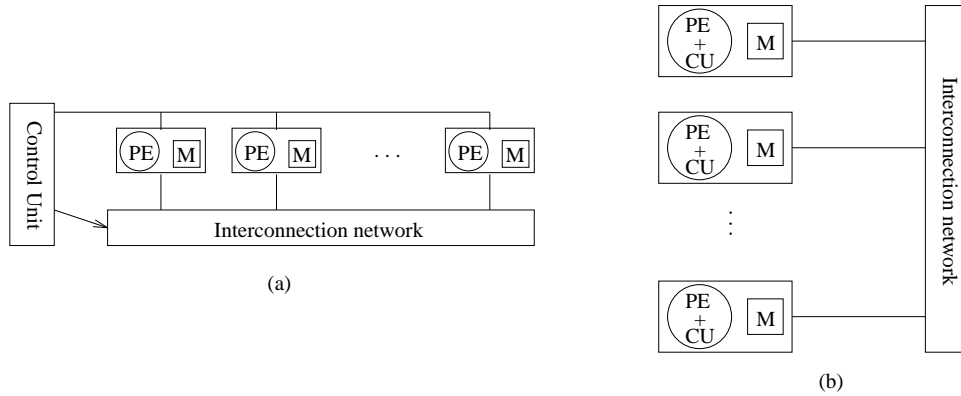 Control Unit
PE M
PE M
. . .
PE M
Interconnection network
(a)
PE
+
CU
M
PE
+
CU
M
. . .
PE
+
CU
M
Interconnection network
(b)